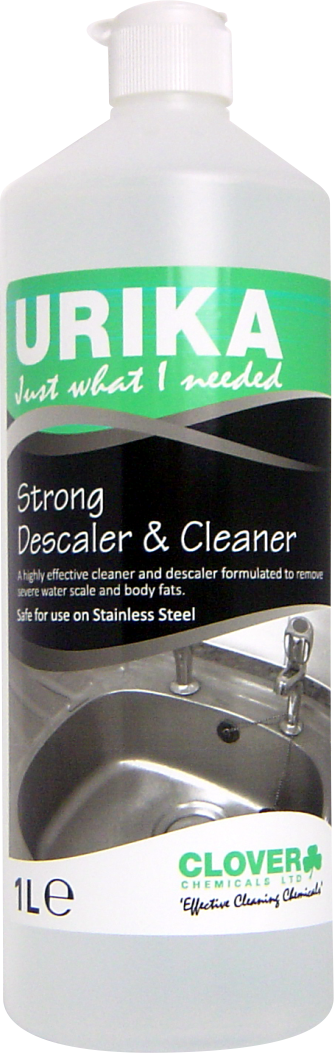 URIKA
Just what I needed
Strong
Descaler & Cleaner
A highly effective cleaner and descaler formulated to remove
severe water scale and body fats.
Safe for use on Stainless Steel
CLOVER
CHEMICALS LTD
'Effective Cleaning Chemicals'
1L℮